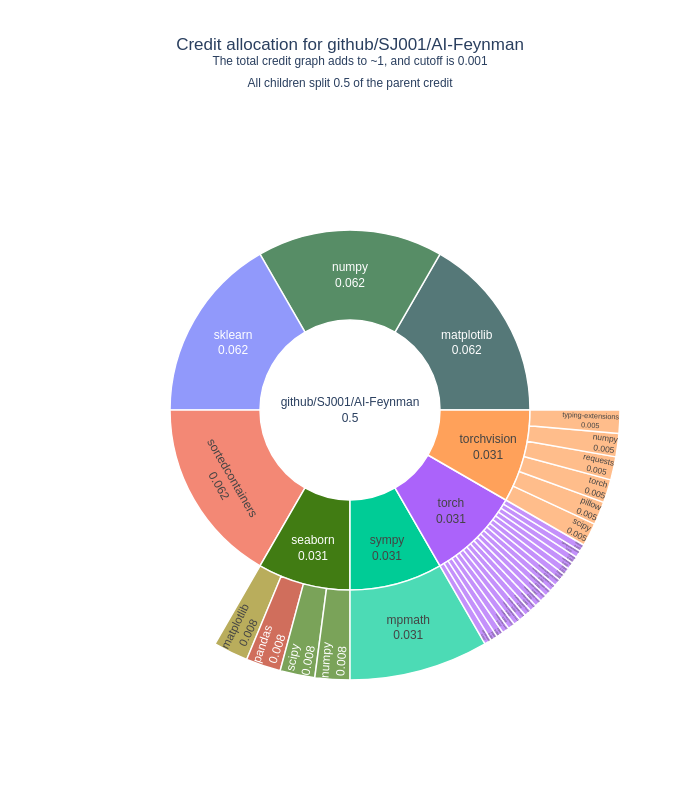 Credit allocation for github/SJ001/AI-Feynman
The total credit graph adds to ~1, and cutoff is 0.001
All children split 0.5 of the parent credit
numpy
0.062
sklearn
0.062
matplotlib
0.062
github/SJ001/AI-Feynman
0.5
typing-extensions
0.005
numpy
0.005
requests
0.005
torch
0.005
pillow
0.005
scipy
0.005
torchvision
0.031
sortedcontainers
0.062
torch
0.031
seaborn
0.031
sympy
0.031
mpmath
0.031
matplotlib
0.008
pandas
0.008
scipy
0.008
numpy
0.008